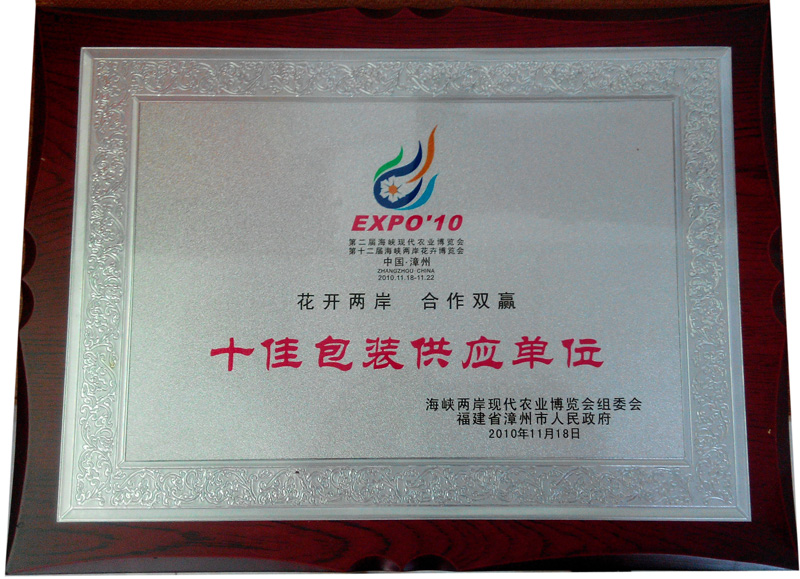 EXPO'10
第二届海峡现代农业博览会
第十二届海峡两岸花卉博览会
中国·漳州
ZHANGZHOU·CHINA
2010.11.18-11.22
花开两岸 合作双赢
十佳包装供应单位
海峡两岸现代农业博览会组委会
福建省漳州市人民政府
2010年11月18日